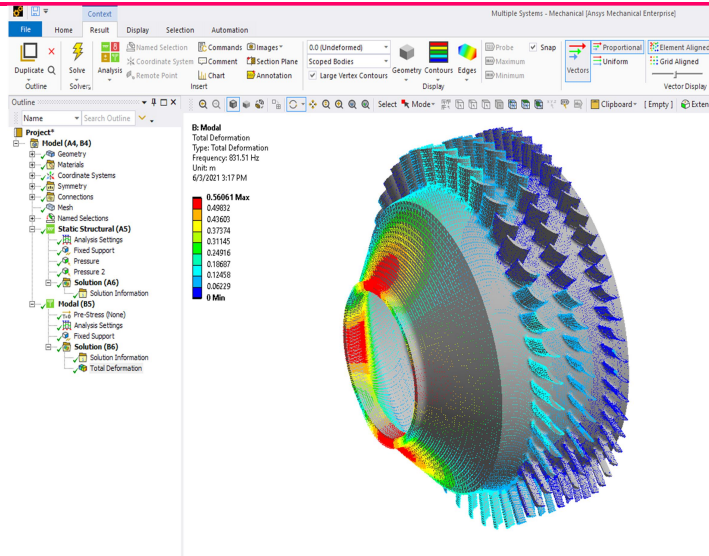 Context
Multiple Systems - Mechanical [Ansys Mechanical Enterprise]
File Home Result Display Selection Automation
Duplicate Q
Outline
Solve
Solver
Analysis
Named Selection
Coordinate System
Remote Point
Commands
Comment
Chart
Images
Section Plane
Annotation
Insert
0.0 (Undeformed)
Scoped Bodies
Large Vertex Contours
Geometry Contours Edges
Display
Probe
Maximum
Minimum
Snap
Vectors
Proportional
Uniform
Element Aligned
Grid Aligned
Vector Display
Outline
Name Search Outline
Select Mode Clipboard [Empty] Exten
Project*
Model (A4, B4)
Geometry
Materials
Coordinate Systems
Symmetry
Connections
Mesh
Named Selections
Static Structural (A5)
Analysis Settings
Fixed Support
Pressure
Pressure 2
Solution (A6)
Solution Information
Modal (B5)
Pre-Stress (None)
Analysis Settings
Fixed Support
Solution (B6)
Solution Information
Total Deformation
B: Modal
Total Deformation
Type: Total Deformation
Frequency: 831.51 Hz
Unit: m
6/3/2021 3:17 PM
0.56061 Max
0.49832
0.43603
0.37374
0.31145
0.24916
0.18687
0.12458
0.06229
0 Min